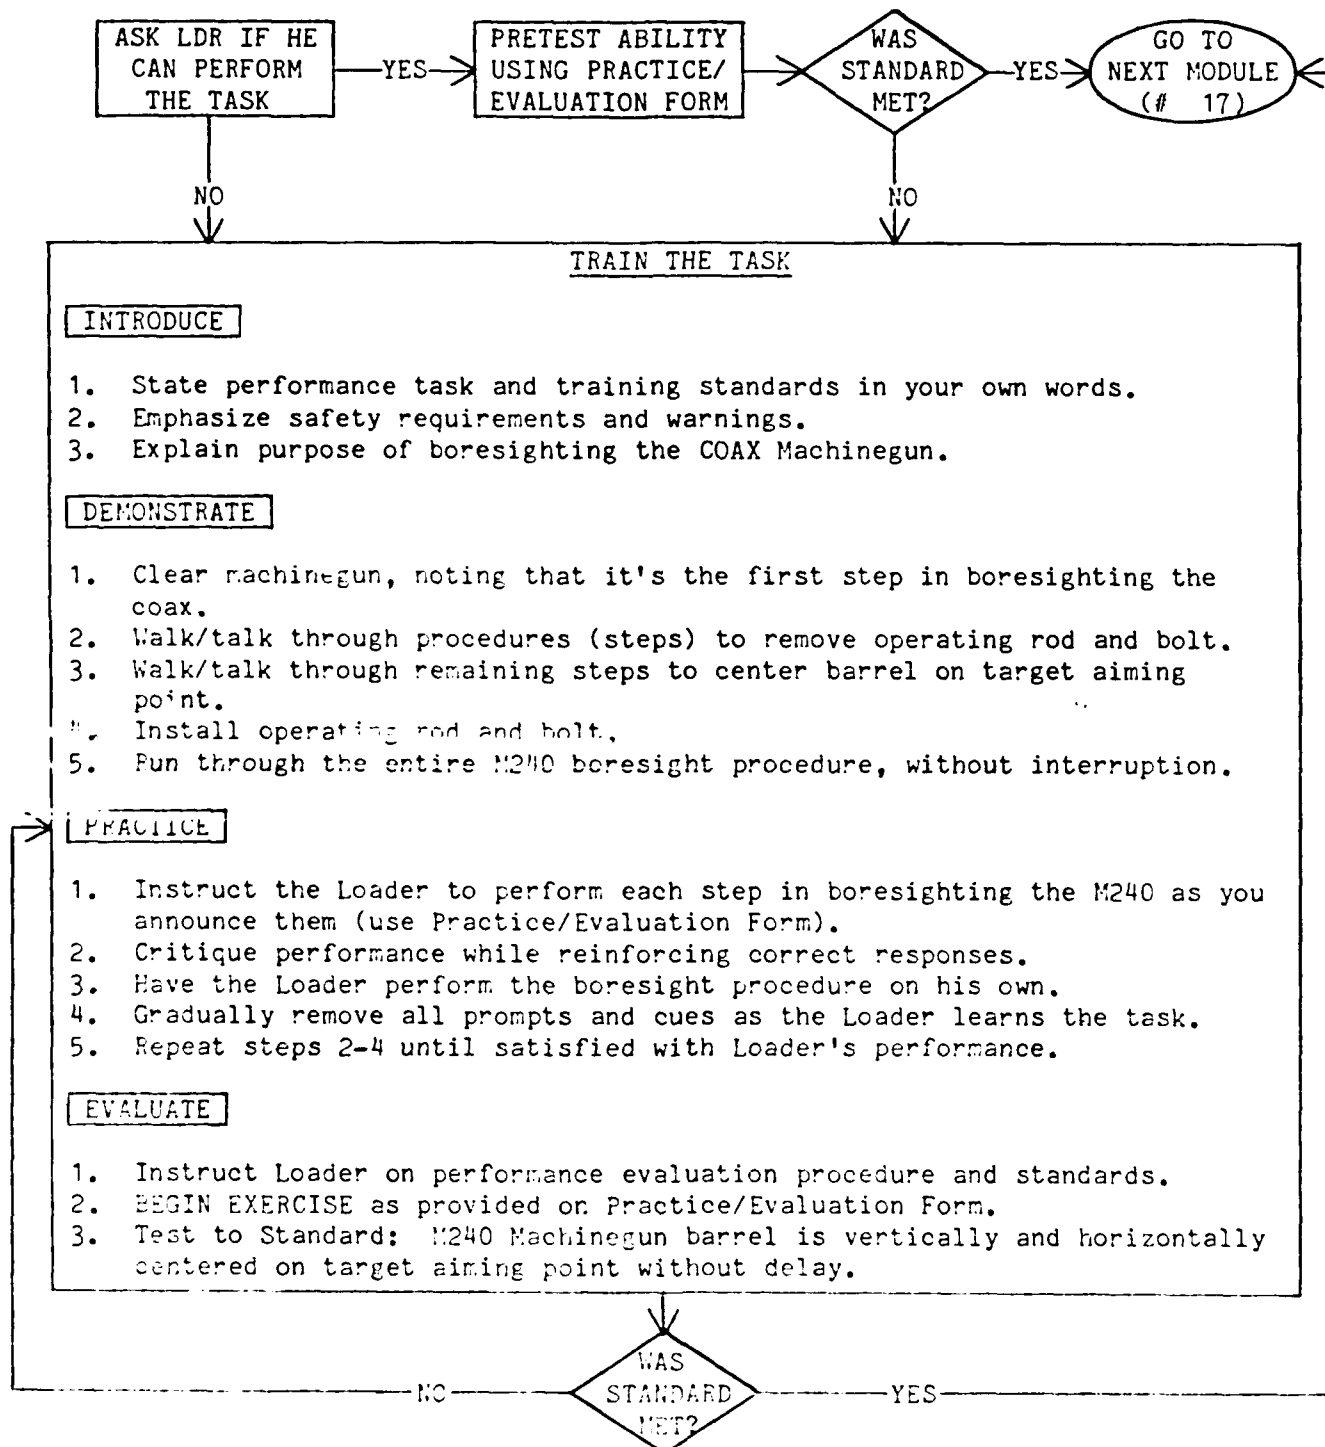 ASK LDR IF HE
CAN PERFORM
THE TASK
YES
PRETEST ABILITY
USING PRACTICE/
EVALUATION FORM
WAS
STANDARD
MET?
YES
GO TO
NEXT MODULE
(# 17)
NO
NO
TRAIN THE TASK
INTRODUCE
1. State performance task and training standards in your own words.
2. Emphasize safety requirements and warnings.
3. Explain purpose of boresighting the COAX Machinegun.
DEMONSTRATE
1. Clear machinegun, noting that it's the first step in boresighting the
coax.
2. Walk/talk through procedures (steps) to remove operating rod and bolt.
3. Walk/talk through remaining steps to center barrel on target aiming
point.
4. Install operating rod and bolt.
5. Run through the entire M240 boresight procedure, without interruption.
PRACTICE
1. Instruct the Loader to perform each step in boresighting the M240 as you
announce them (use Practice/Evaluation Form).
2. Critique performance while reinforcing correct responses.
3. Have the Loader perform the boresight procedure on his own.
4. Gradually remove all prompts and cues as the Loader learns the task.
5. Repeat steps 2-4 until satisfied with Loader's performance.
EVALUATE
1. Instruct Loader on performance evaluation procedure and standards.
2. BEGIN EXERCISE as provided on Practice/Evaluation Form.
3. Test to Standard: M240 Machinegun barrel is vertically and horizontally
centered on target aiming point without delay.
NO
WAS
STANDARD
MET?
YES